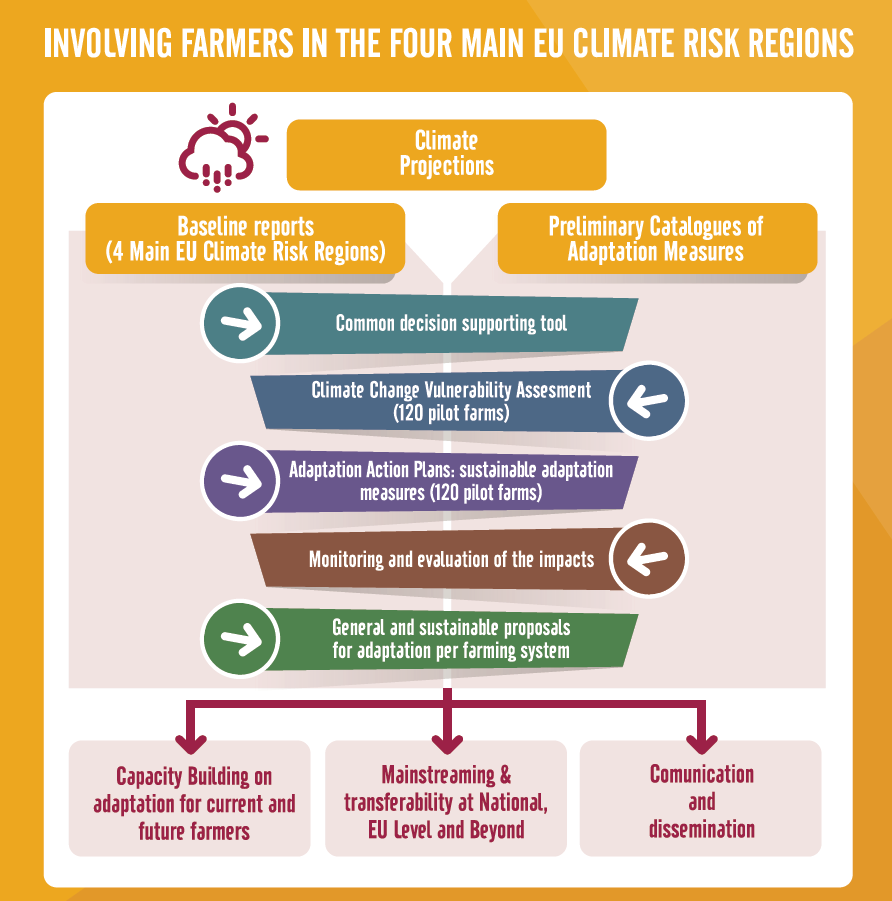 INVOLVING FARMERS IN THE FOUR MAIN EU CLIMATE RISK REGIONS
Climate
Projections
Baseline reports
(4 Main EU Climate Risk Regions)
Preliminary Catalogues of
Adaptation Measures
Common decision supporting tool
Climate Change Vulnerability Assesment
(120 pilot farms)
Adaptation Action Plans: sustainable adaptation
measures (120 pilot farms)
Monitoring and evaluation of the impacts
General and sustainable proposals
for adaptation per farming system
Capacity Building on
adaptation for current and
future farmers
Mainstreaming &
transferability at National,
EU Level and Beyond
Comunication
and
dissemination